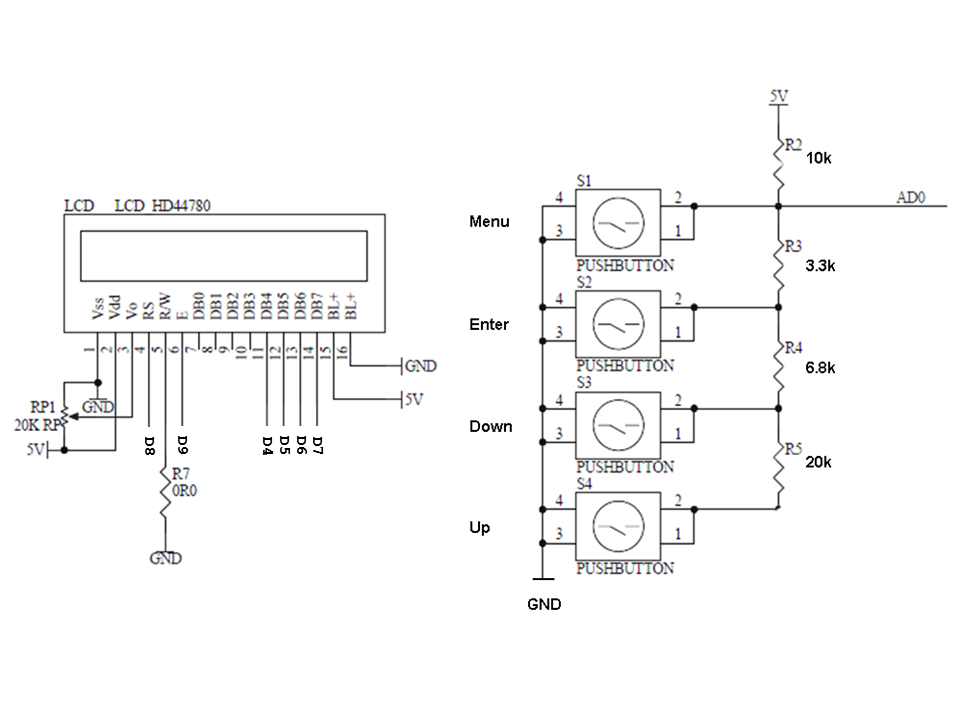 LCD LCD HD44780
Vss
Vdd
Vo
RS
R/W
E
DB0
DB1
DB2
DB3
DB4
DB5
DB6
DB7
BL+
BL+
1
2
3
4
5
6
7
8
9
10
11
12
13
14
15
16
GND
5V
GND
RP1
20K RP
5V
D8
D9
D4
D5
D6
D7
R7
0R0
GND
5V
R2
10k
AD0
S1
Menu
4
3
2
1
PUSHBUTTON
R3
3.3k
S2
Enter
4
3
2
1
PUSHBUTTON
R4
6.8k
S3
Down
4
3
2
1
PUSHBUTTON
R5
20k
S4
Up
4
3
2
1
PUSHBUTTON
GND